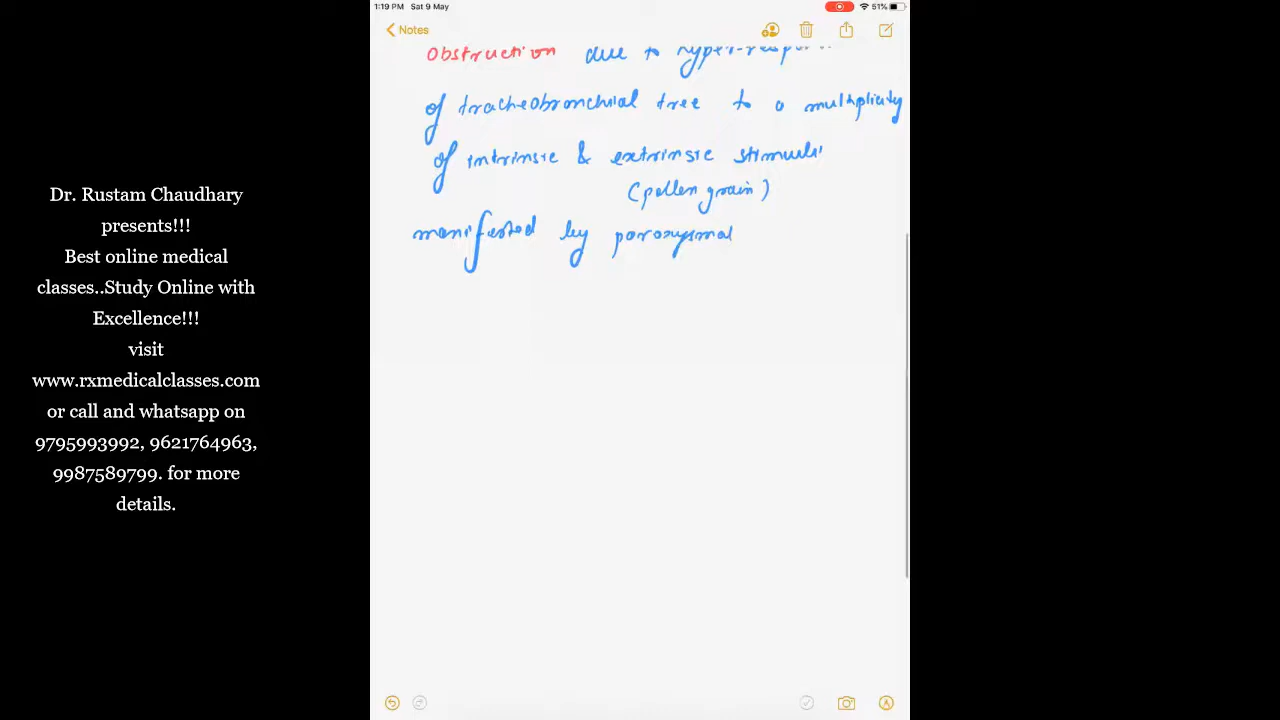 1:19 PM Sat 9 May
51%
Notes
obstruction due to
of tracheobronchial tree to a multiplicity
of intrinsic & extrinsic stimuli
(pollen grain)
manifested by paroxysmal
Dr. Rustam Chaudhary
presents!!!
Best online medical
classes..Study Online with
Excellence!!!
visit
www.rxmedicalclasses.com
or call and whatsapp on
9795993992, 9621764963,
9987589799. for more
details.